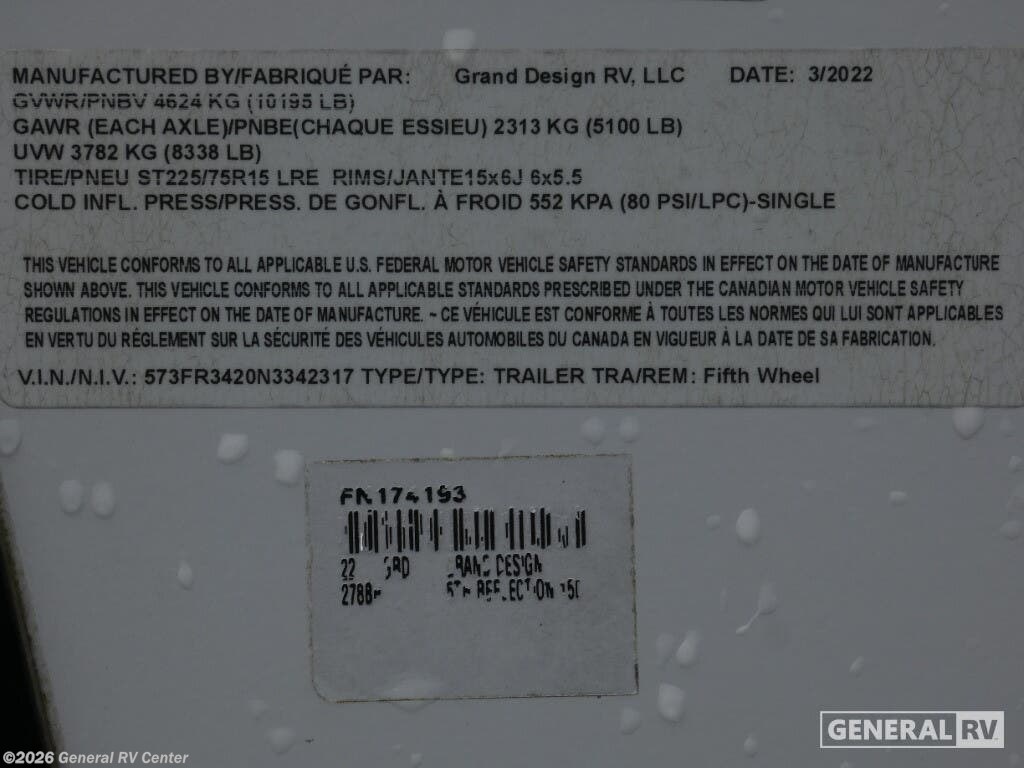 MANUFACTURED BY/FABRIQUÉ PAR: Grand Design RV, LLC DATE: 3/2022
GVWR/PNBV 4624 KG (10195 LB)
GAWR (EACH AXLE)/PNBE(CHAQUE ESSIEU) 2313 KG (5100 LB)
UVW 3782 KG (8338 LB)
TIRE/PNEU ST225/75R15 LRE RIMS/JANTE15x6J 6x5.5
COLD INFL. PRESS/PRESS. DE GONFL. À FROID 552 KPA (80 PSI/LPC)-SINGLE
THIS VEHICLE CONFORMS TO ALL APPLICABLE U.S. FEDERAL MOTOR VEHICLE SAFETY STANDARDS IN EFFECT ON THE DATE OF MANUFACTURE
SHOWN ABOVE. THIS VEHICLE CONFORMS TO ALL APPLICABLE STANDARDS PRESCRIBED UNDER THE CANADIAN MOTOR VEHICLE SAFETY
REGULATIONS IN EFFECT ON THE DATE OF MANUFACTURE. ~ CE VÉHICULE EST CONFORME À TOUTES LES NORMES QUI LUI SONT APPLICABLES
EN VERTU DU RÉGLEMENT SUR LA SÉCURITÉ DES VÉHICULES AUTOMOBILES DU CANADA EN VIGUEUR À LA DATE DE SA FABRICATION.
V.I.N./N.I.V.: 573FR3420N3342317 TYPE/TYPE: TRAILER TRA/REM: Fifth Wheel
22 GRAND DESIGN
REFLECTION
GENERAL RV
©2026 General RV Center